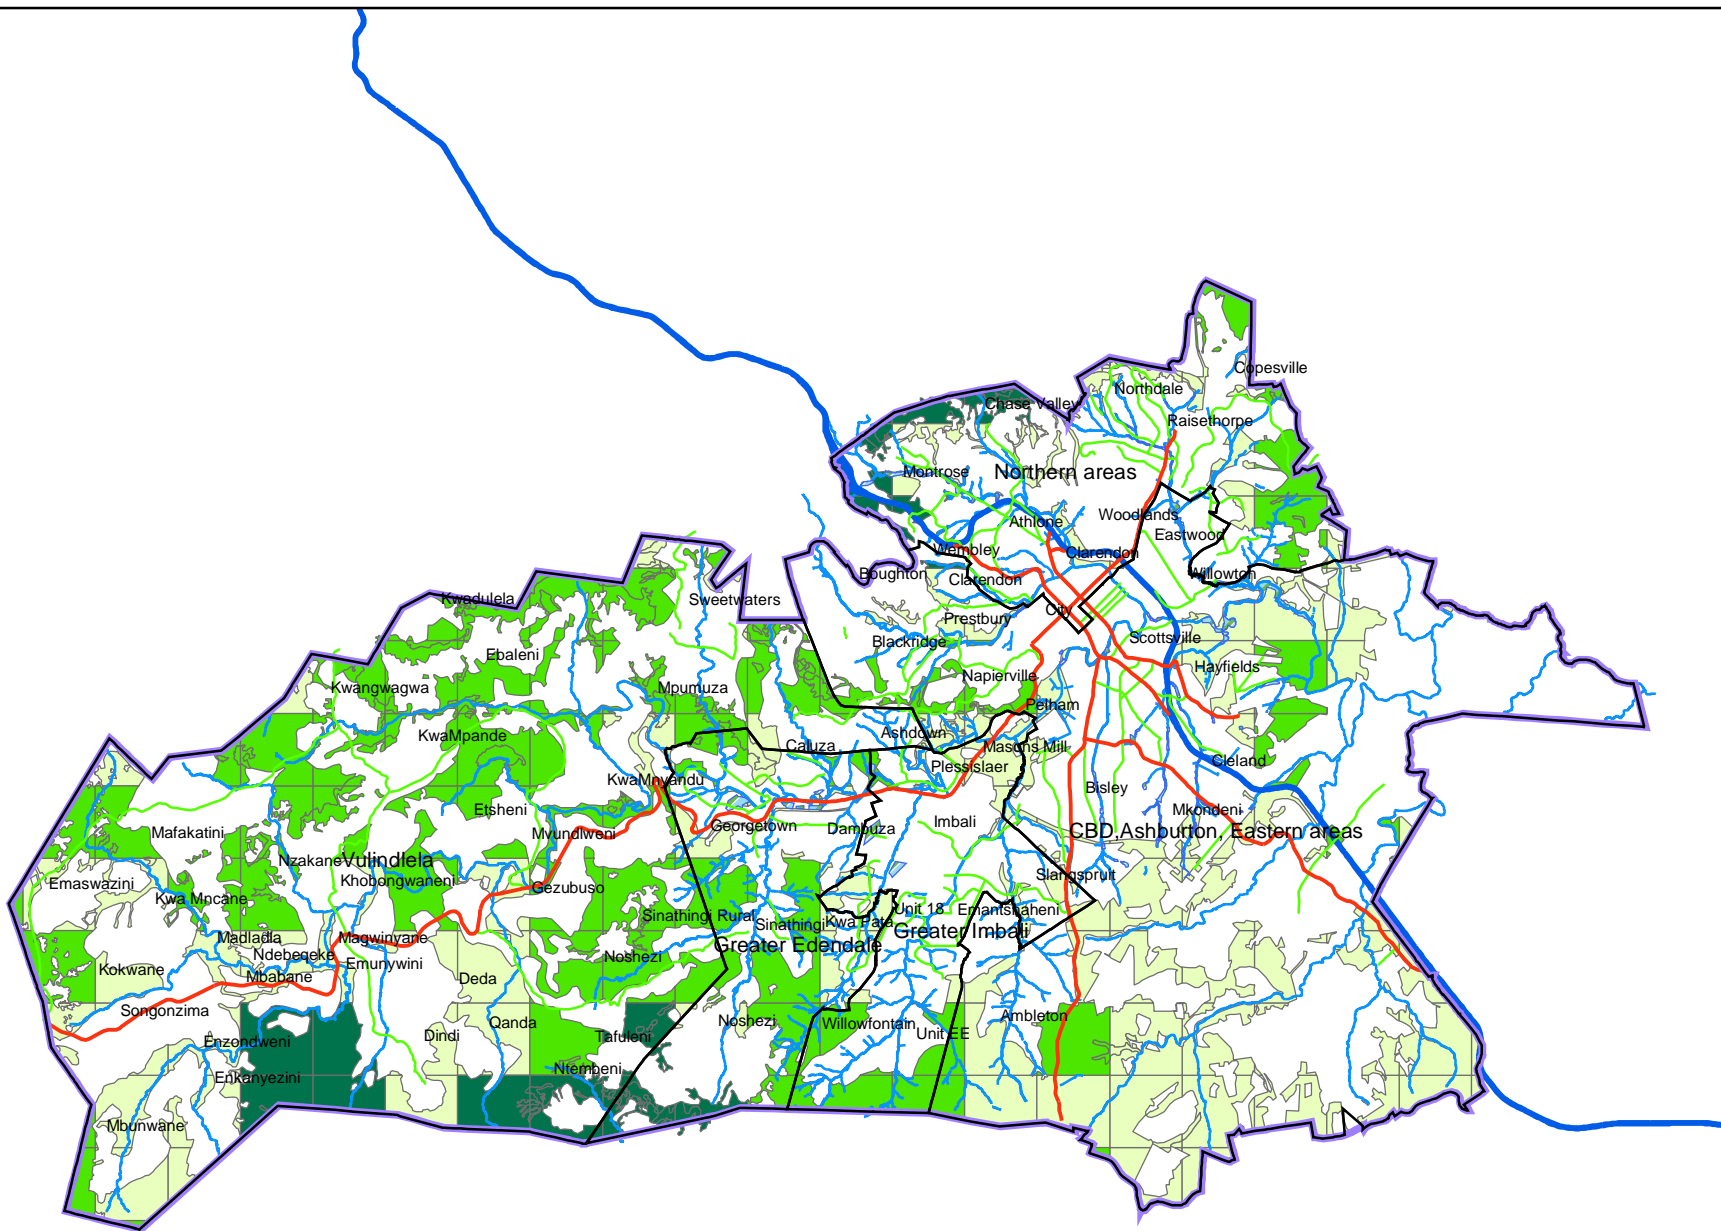 Copesville
Northdale
Chase Valley
Raisethorpe
Montrose
Northern areas
Woodlands
Athlone
Eastwood
Wembley
Clarendon
Boughton
Willowton
Clarendon
Kwadulela
Sweetwaters
City
Prestbury
Scottsville
Blackridge
Ebaleni
Hayfields
Napierville
Kwangwagwa
Mpumuza
Pelham
Ashdown
KwaMpande
Caluza
Masons Mill
Cleland
Plessislaer
KwaMnyandu
Bisley
Etsheni
Mkondeni
Imbali
Georgetown
Dambuza
CBD,Ashburton, Eastern areas
Mafakatini
Mvundlweni
Nzakane
Vulindlela
Slangspruit
Khobongwaneni
Emaswazini
Gezubuso
Kwa Mncane
Unit 18
Emantshaheni
Sinathingi Rural
Sinathingi
Kwa Pata
Greater Imbali
Madladla
Magwinyane
Greater Edendale
Ndebeqeke
Noshezi
Emunywini
Kokwane
Mbabane
Deda
Songonzima
Ambleton
Qanda
Noshezi
Willowfontain
Unit EE
Dindi
Tafuleni
Enzondweni
Ntembeni
Enkanyezini
Mbunwane